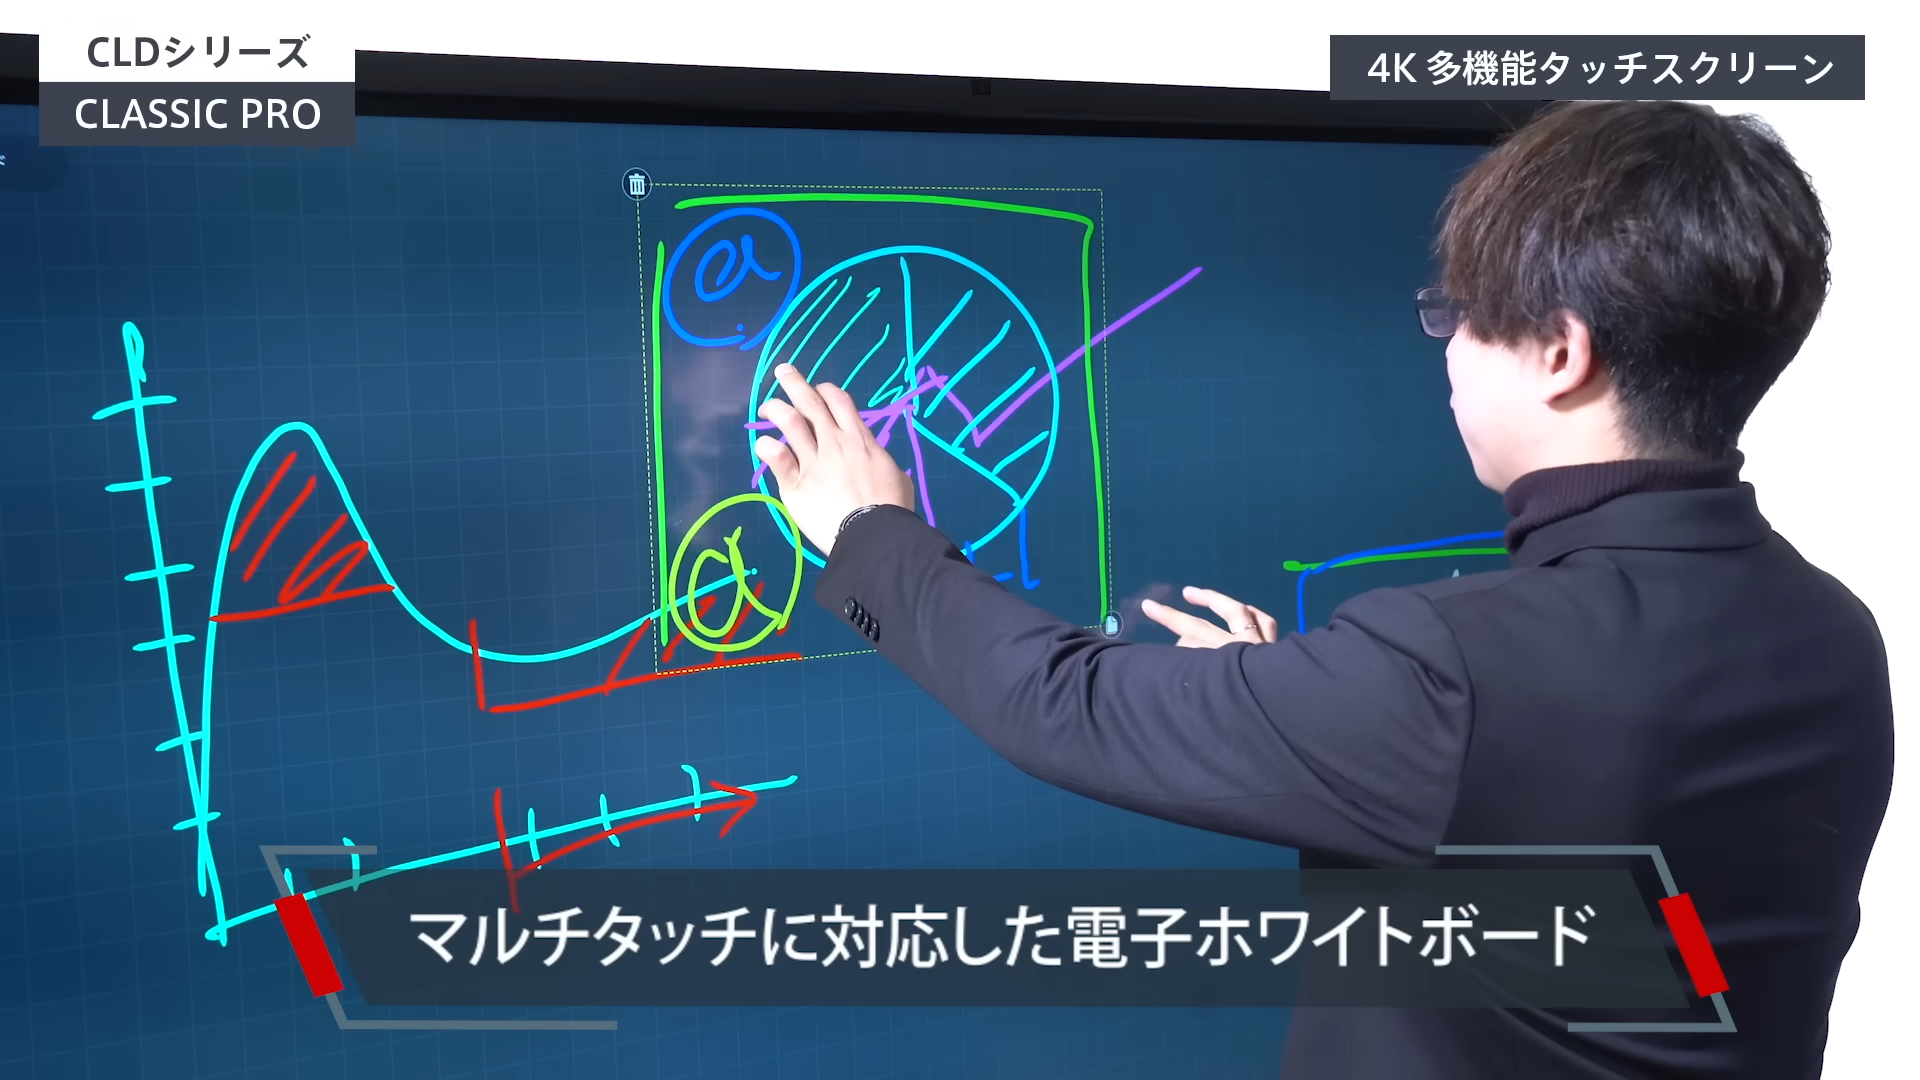 CLDシリーズ
CLASSIC PRO
4K 多機能タッチスクリーン
a
a
マルチタッチに対応した電子ホワイトボード